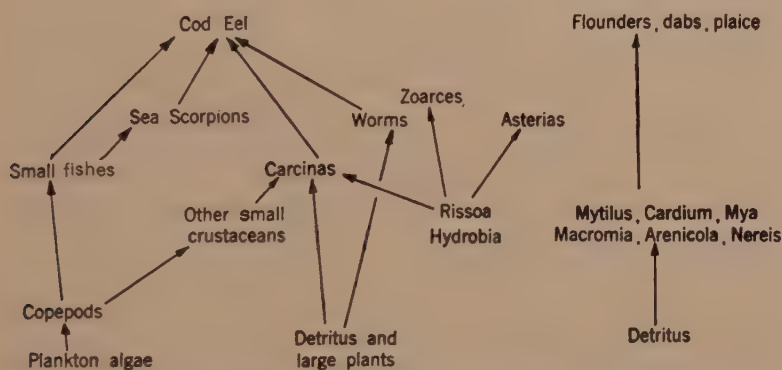 Cod Eel
Flounders, dabs, plaice
Zoarces,
Sea Scorpions
Worms
Asterias
Small fishes
Carcinas
Other small
crustaceans
Rissoa
Hydrobia
Mytilus, Cardium, Mya
Macromia, Arenicola, Nereis
Copepods
Detritus and
large plants
Detritus
Plankton algae